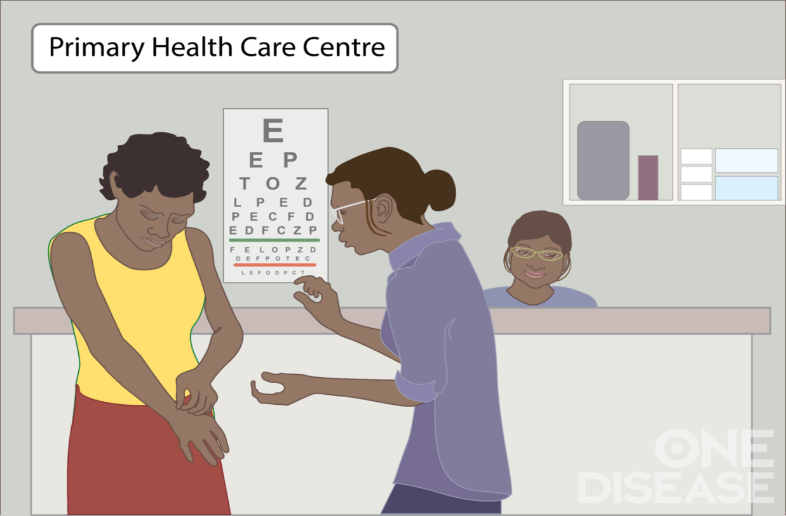 Primary Health Care Centre
E
E P
T O Z
L P E D
P E C F D
E D F C Z P
F E L O P Z D
D E F P O T E C
L E F O D P C T
ONE
DISEASE